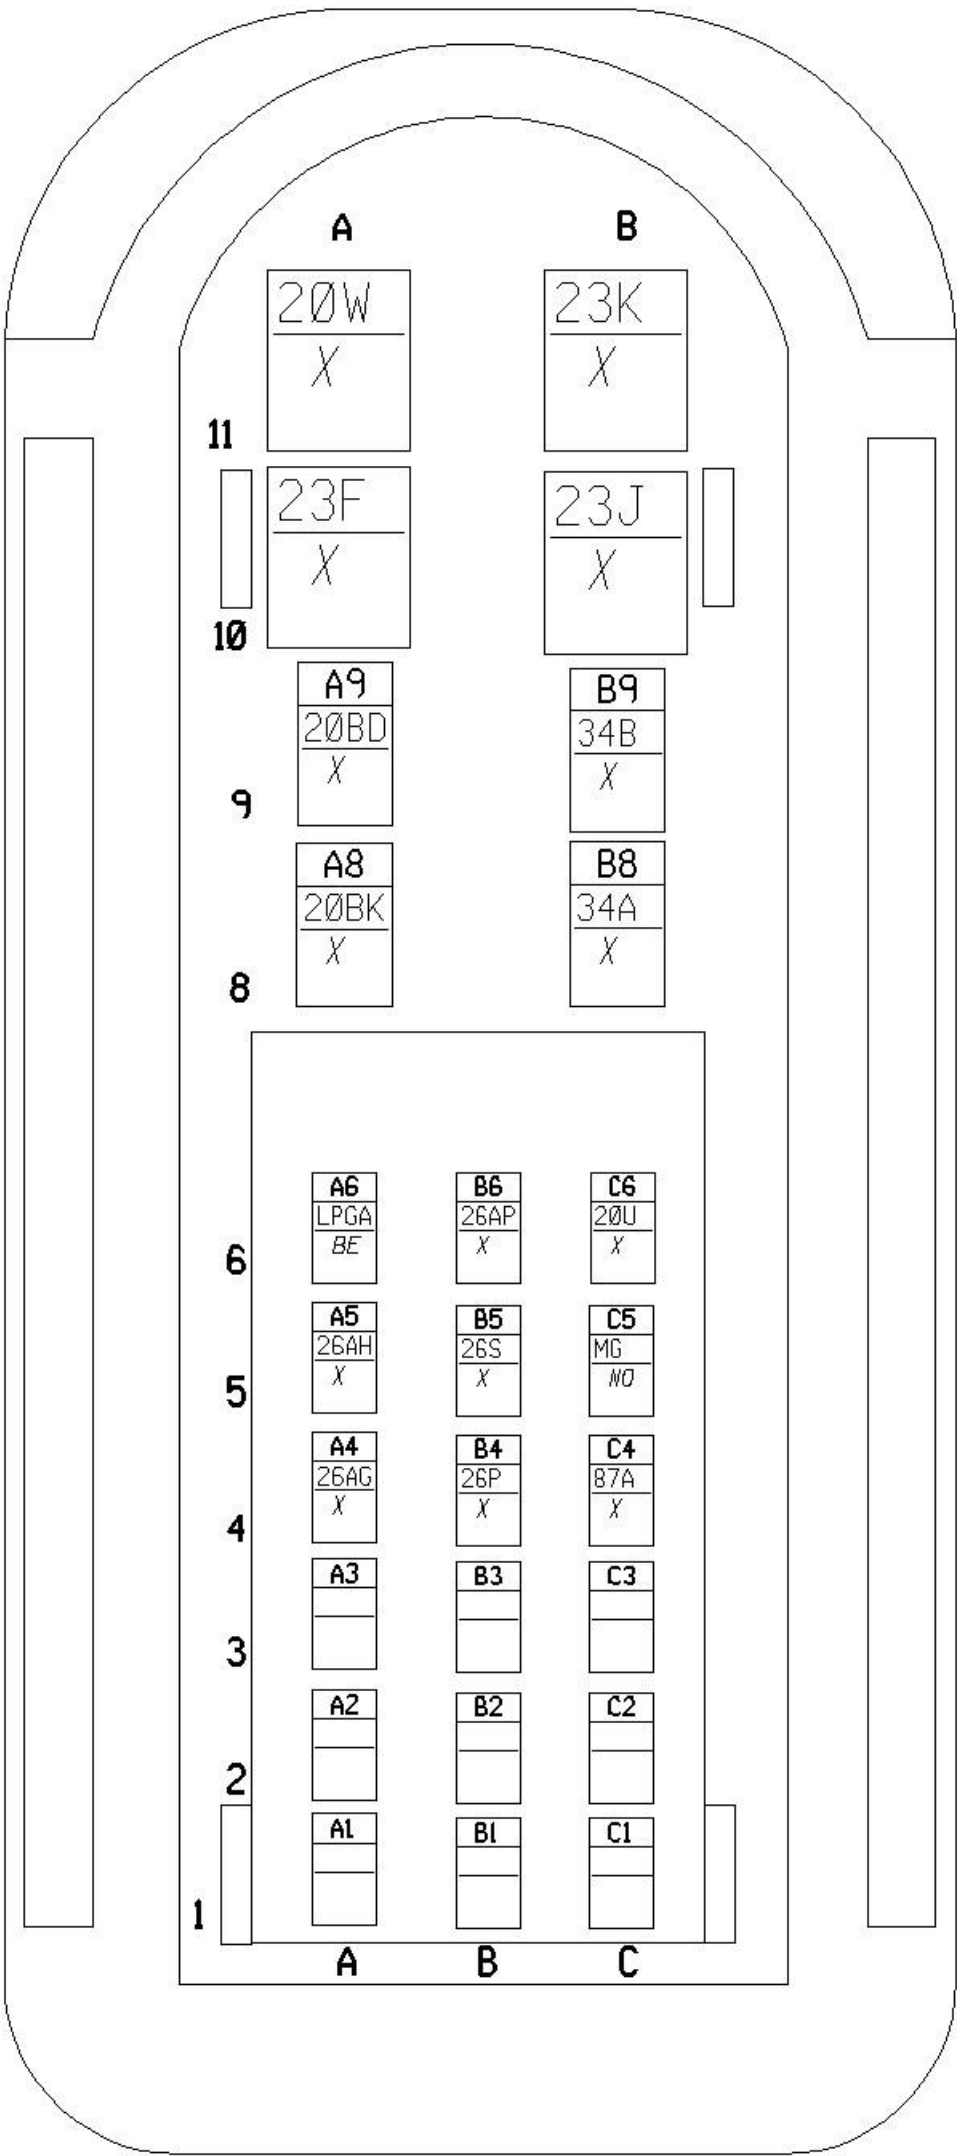 A B
20W 23K
X X
11
23F 23J
X X
10
A9 B9
20BD 34B
X X
9
A8 B8
20BK 34A
X X
8
A6 B6 C6
LPGA 26AP 20U
BE X X
6
A5 B5 C5
26AH 26S MG
X X NO
5
A4 B4 C4
26AG 26P 87A
X X X
4
A3 B3 C3
3
A2 B2 C2
2
A1 B1 C1
1
A B C